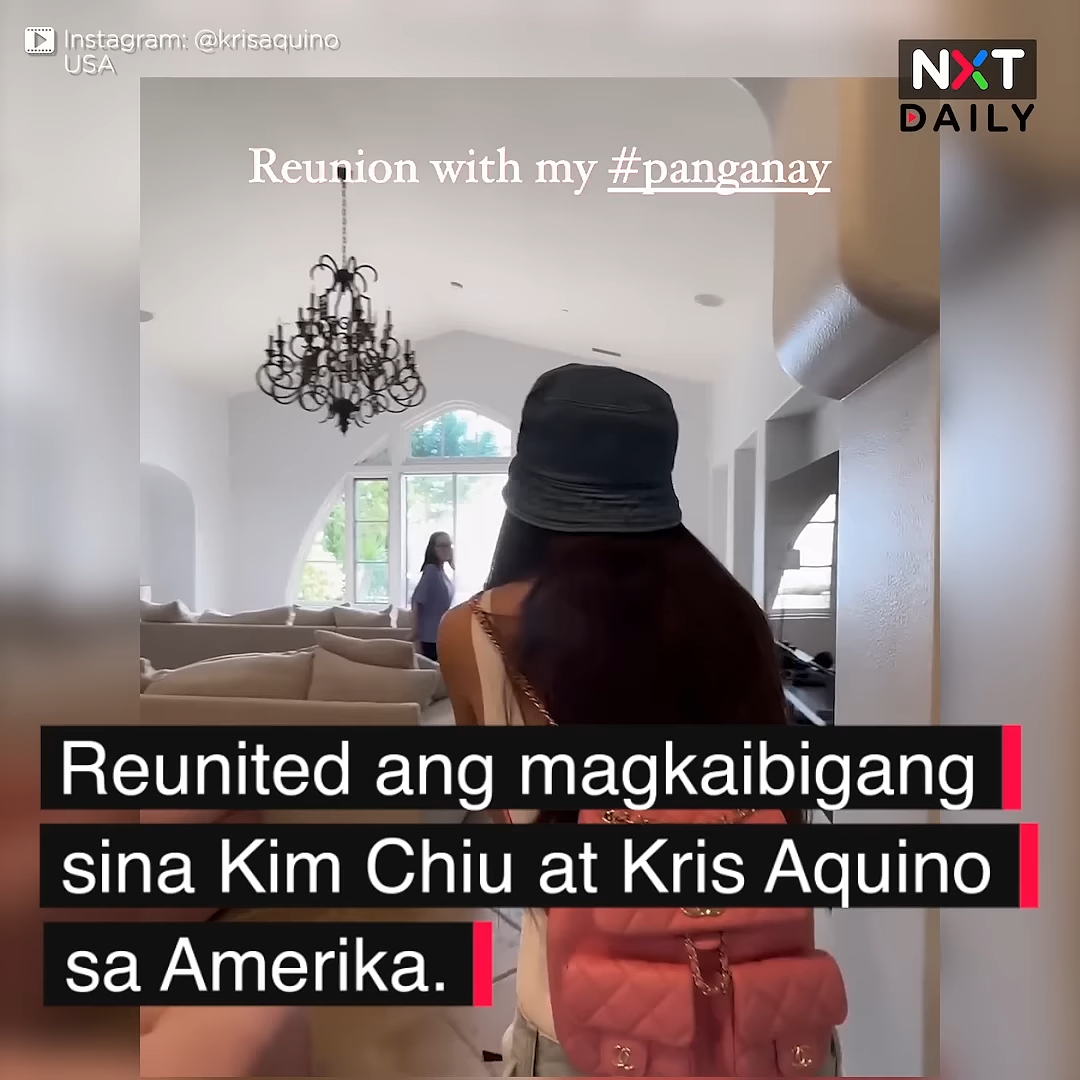 Instagram: @krisaquino
USA
NXT
DAILY
Reunion with my #panganay
Reunited ang magkaibigang
sina Kim Chiu at Kris Aquino
sa Amerika.